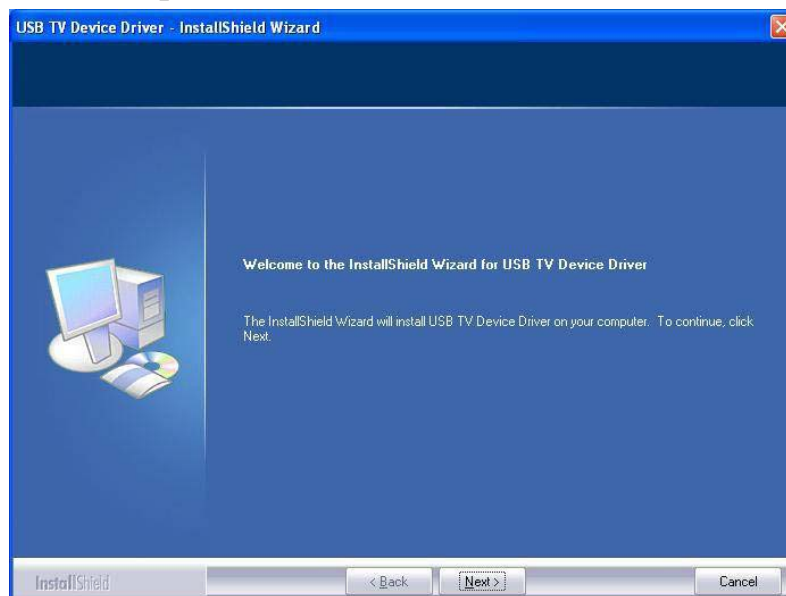 USB TV Device Driver - InstallShield Wizard
Welcome to the InstallShield Wizard for USB TV Device Driver
The InstallShield Wizard will install USB TV Device Driver on your computer. To continue, click
Next.
InstallShield
< Back
Next >
Cancel